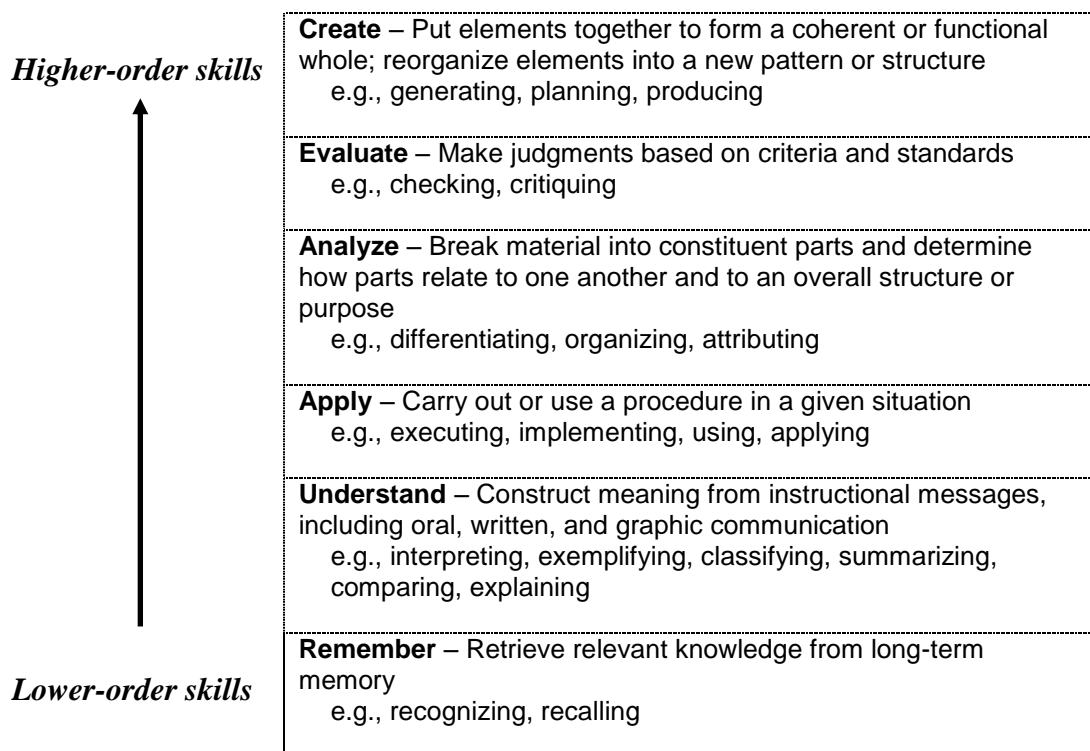 Create – Put elements together to form a coherent or functional
whole; reorganize elements into a new pattern or structure
e.g., generating, planning, producing
Higher-order skills
Evaluate – Make judgments based on criteria and standards
e.g., checking, critiquing
Analyze – Break material into constituent parts and determine
how parts relate to one another and to an overall structure or
purpose
e.g., differentiating, organizing, attributing
Apply – Carry out or use a procedure in a given situation
e.g., executing, implementing, using, applying
Understand – Construct meaning from instructional messages,
including oral, written, and graphic communication
e.g., interpreting, exemplifying, classifying, summarizing,
comparing, explaining
Remember – Retrieve relevant knowledge from long-term
memory
e.g., recognizing, recalling
Lower-order skills